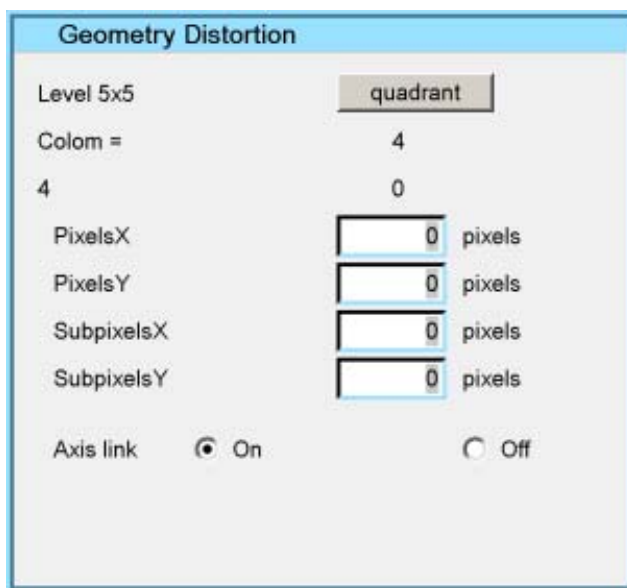 Geometry Distortion
Level 5x5 quadrant
Colom = 4
4 0
PixelsX 0 pixels
PixelsY 0 pixels
SubpixelsX 0 pixels
SubpixelsY 0 pixels
Axis link On Off